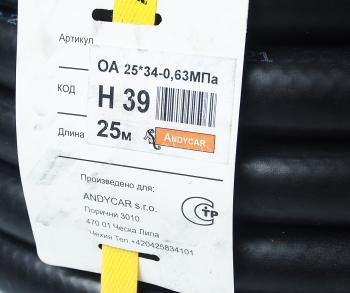 Артикул
ОА 25*34-0,63МПа
КОД
Н 39
Длина
25м
ANDYCAR
Произведено для:
ANDYCAR s.r.o.
Порични 3010
470 01 Ческа Липа
Чехия Тел.+420425834101